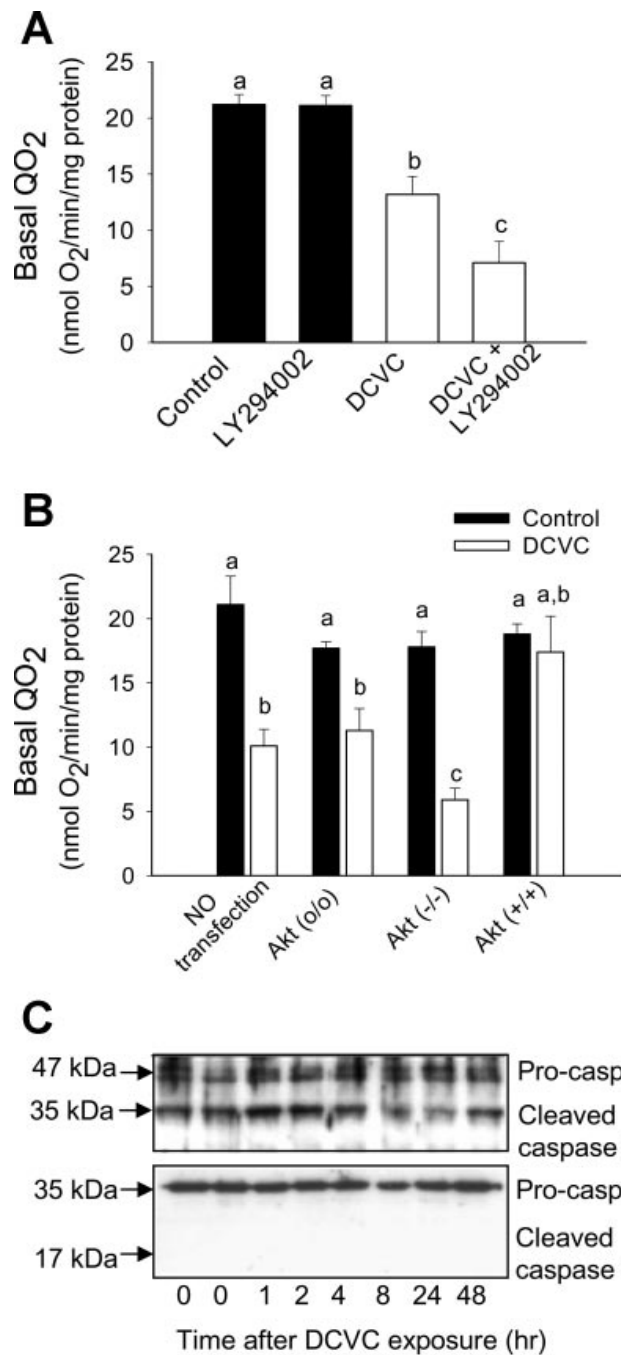 A
25
20
15
10
5
0
Basal QO2
(nmol O2/min/mg protein)
a
a
b
c
Control
LY294002
DCVC
DCVC +
LY294002
B
Control
DCVC
25
20
15
10
5
0
Basal QO2
(nmol O2/min/mg protein)
a
b
a
b
a
c
a
a,b
NO
transfection
Akt (o/o)
Akt (-/-)
Akt (+/+)
C
47 kDa
Pro-casp
35 kDa
Cleaved
caspase
35 kDa
Pro-casp
17 kDa
Cleaved
caspase
0 0 1 2 4 8 24 48
Time after DCVC exposure (hr)